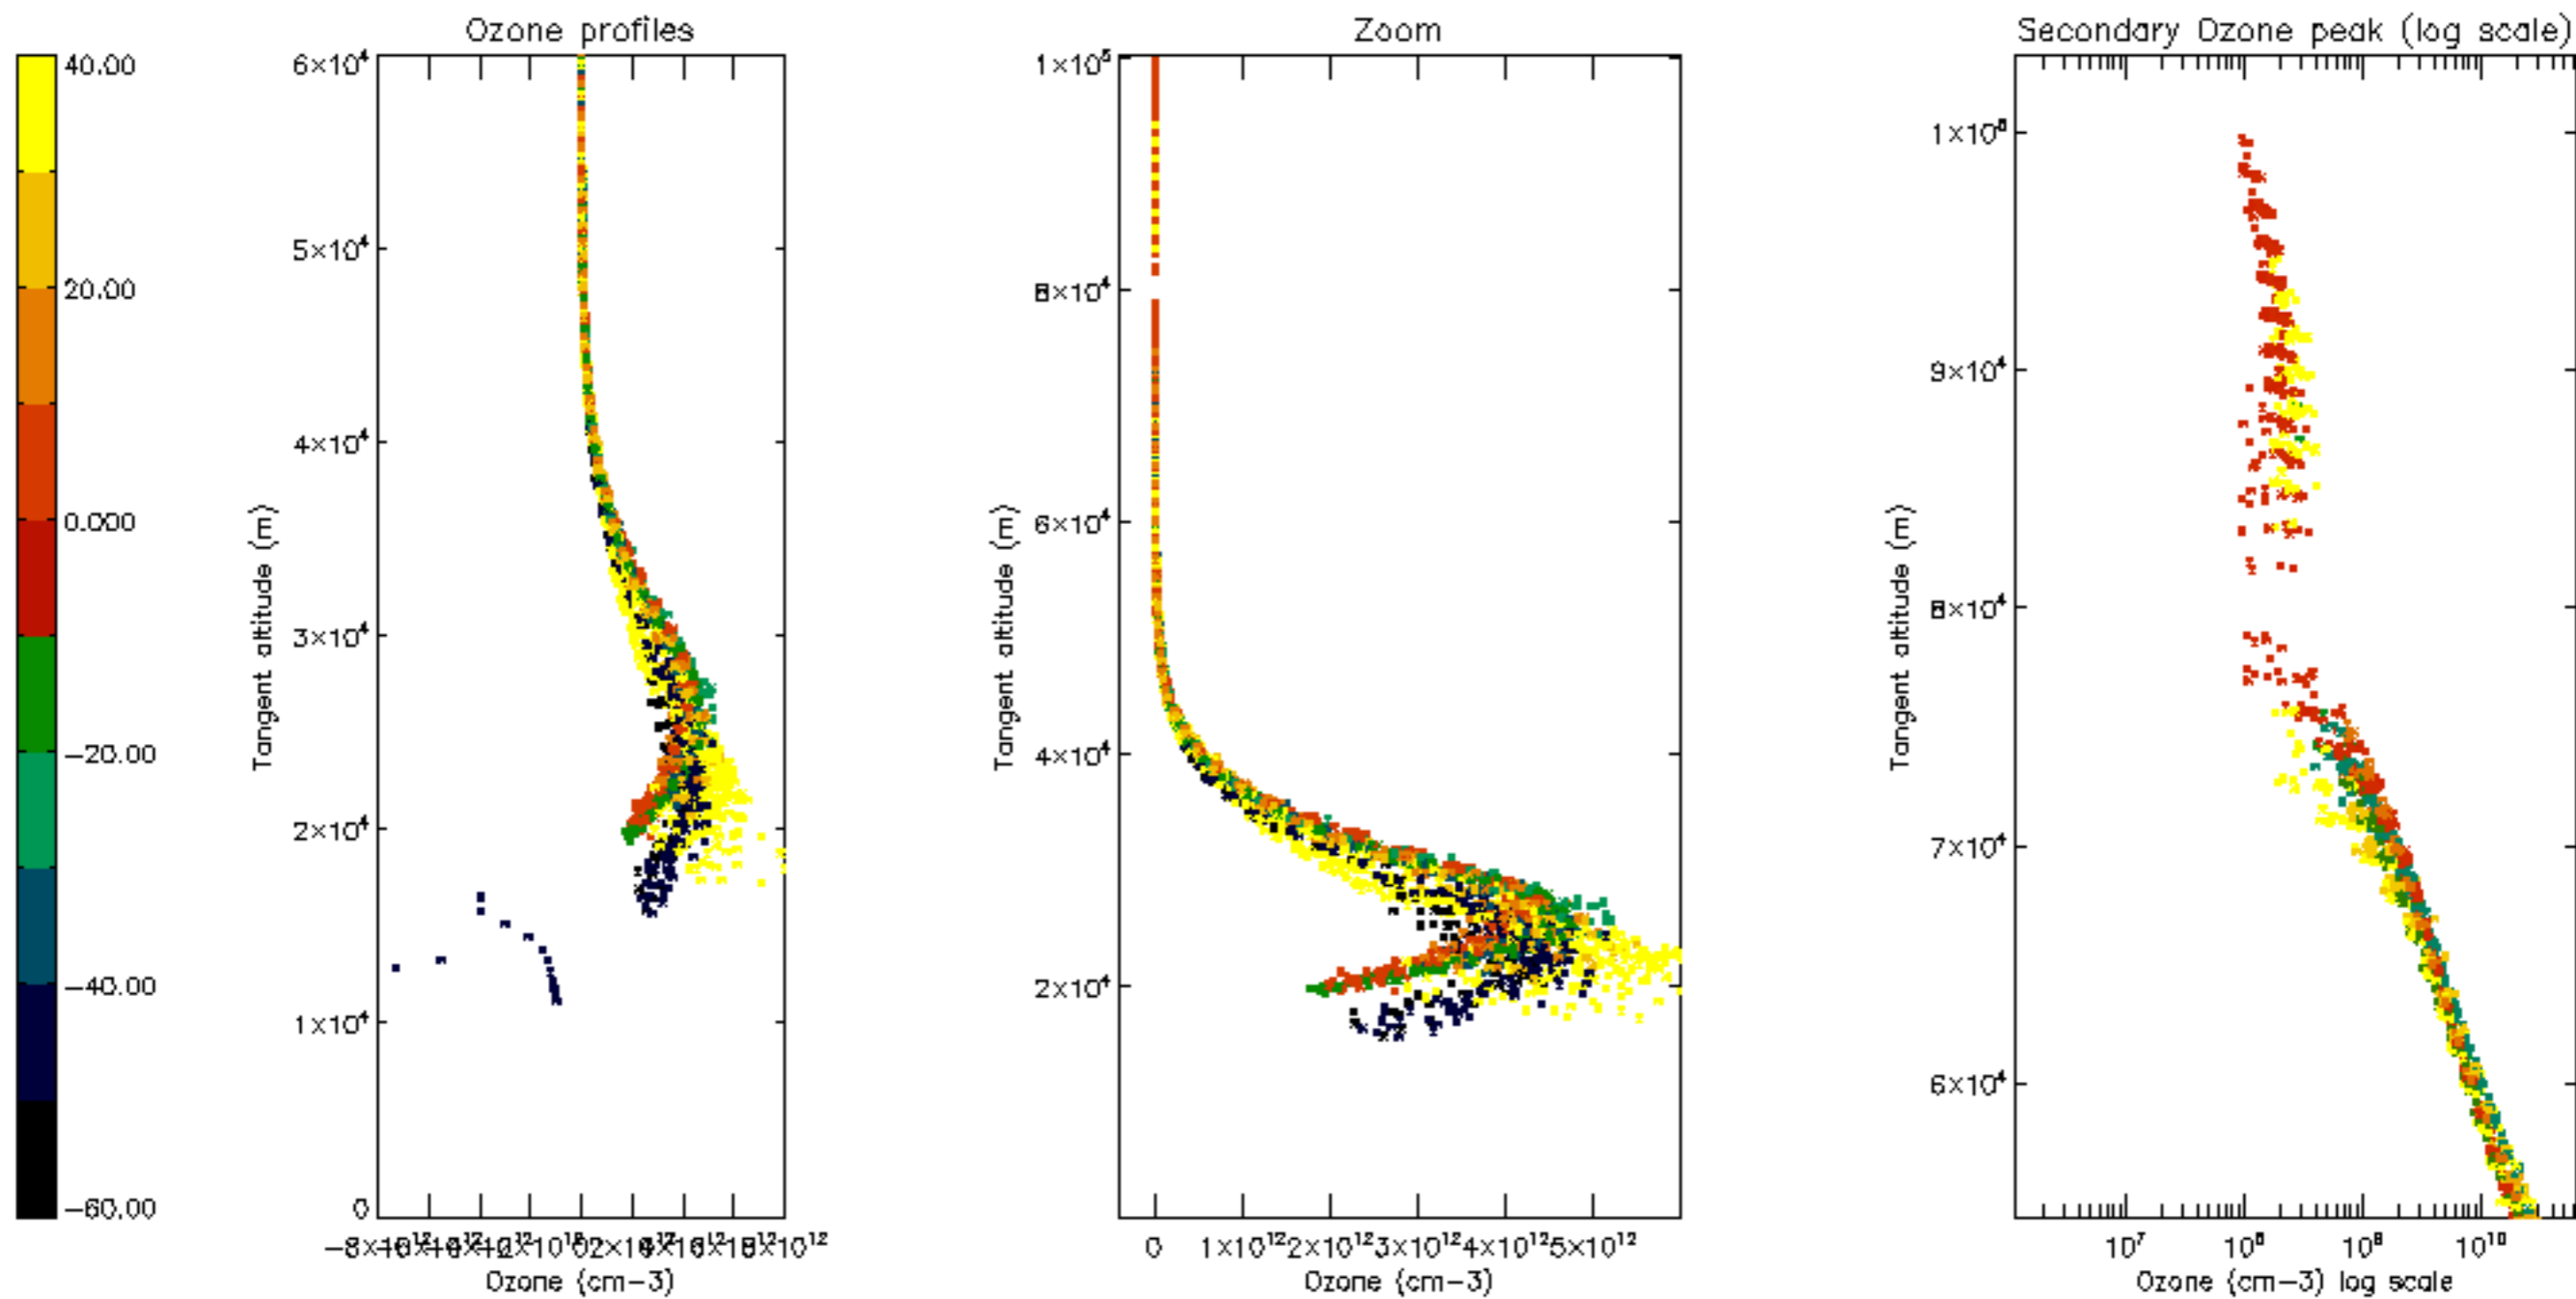 Ozone profiles
Zoom
Secondary Ozone peak (log scale)
40.00
20.00
0.000
−20.00
−40.00
−60.00
6×10⁴
5×10⁴
4×10⁴
3×10⁴
2×10⁴
1×10⁴
0
Tangent altitude (m)
Ozone (cm−3)
1×10⁵
8×10⁴
6×10⁴
4×10⁴
2×10⁴
Tangent altitude (m)
0 1×10¹² 2×10¹² 3×10¹² 4×10¹² 5×10¹²
Ozone (cm−3)
9×10⁴
8×10⁴
7×10⁴
6×10⁴
Tangent altitude (m)
10⁷ 10⁸ 10⁹ 10¹⁰
Ozone (cm−3) log scale